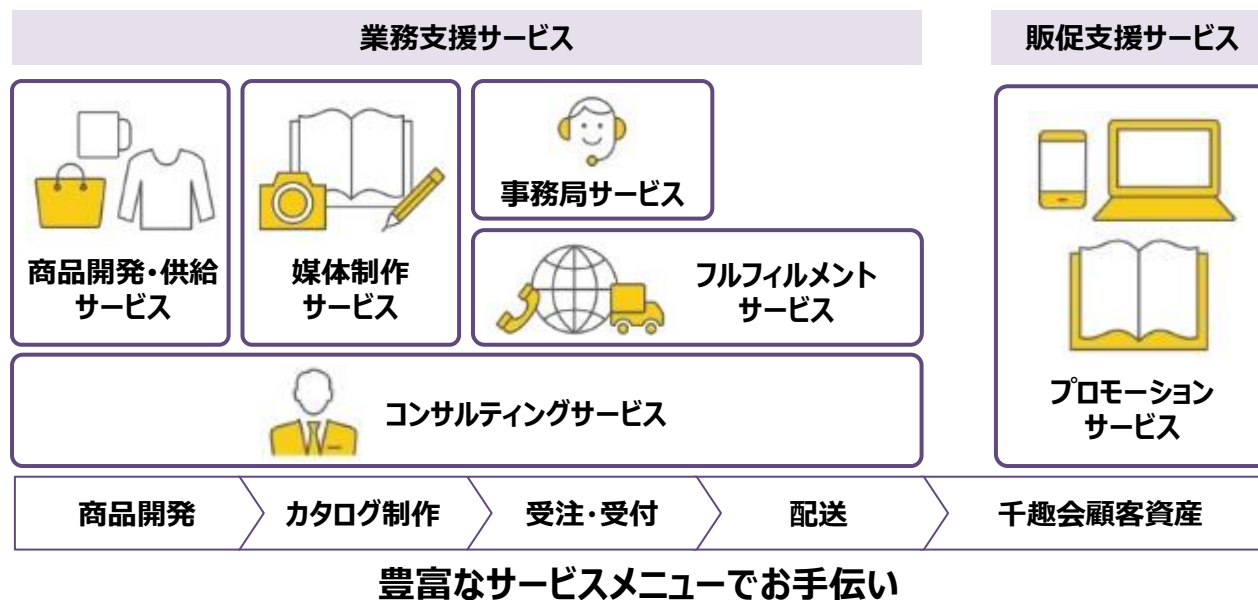 業務支援サービス
販促支援サービス
商品開発・供給
サービス
媒体制作
サービス
事務局サービス
フルフィルメント
サービス
コンサルティングサービス
プロモーション
サービス
商品開発
カタログ制作
受注・受付
配送
千趣会顧客資産
豊富なサービスメニューでお手伝い